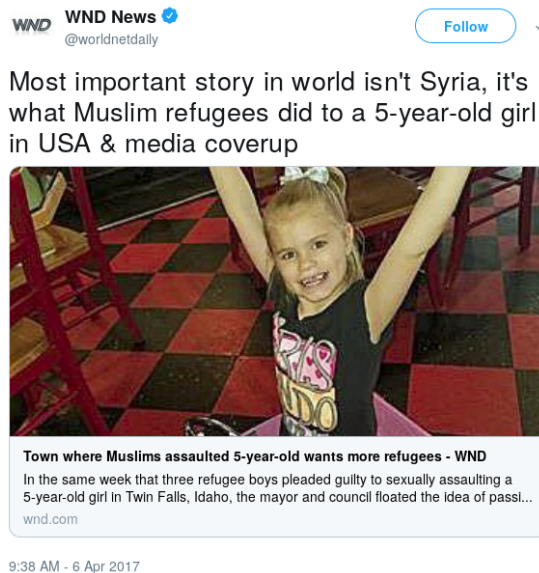 WND
WND News
@worldnetdaily
Follow
Most important story in world isn't Syria, it's
what Muslim refugees did to a 5-year-old girl
in USA & media coverup
Town where Muslims assaulted 5-year-old wants more refugees - WND
In the same week that three refugee boys pleaded guilty to sexually assaulting a
5-year-old girl in Twin Falls, Idaho, the mayor and council floated the idea of passi...
wnd.com
9:38 AM - 6 Apr 2017